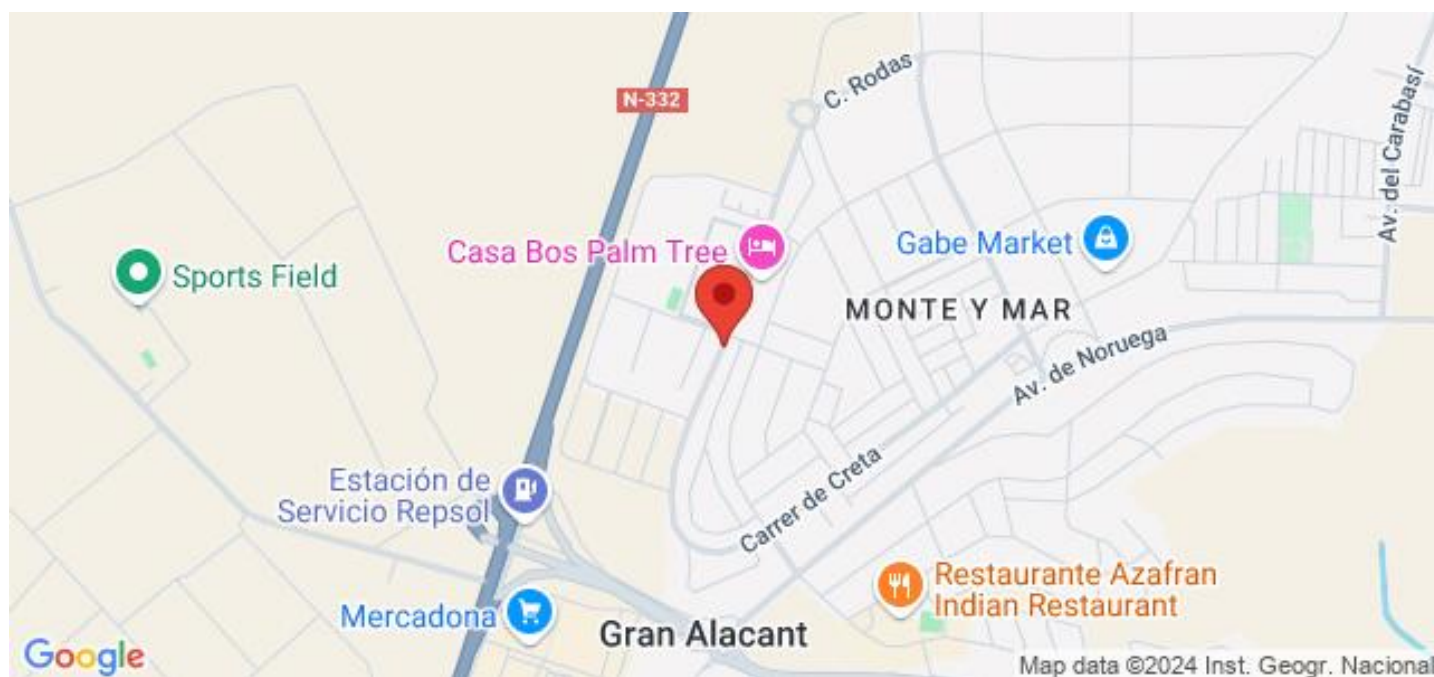 N-332
C. Rodas
Av. del Carabasí
Casa Bos Palm Tree
Gabe Market
Sports Field
MONTE Y MAR
Av. de Noruega
Estación de
Servicio Repsol
Carrer de Creta
Restaurante Azafran
Indian Restaurant
Mercadona
Gran Alacant
Google
Map data ©2024 Inst. Geogr. Nacional